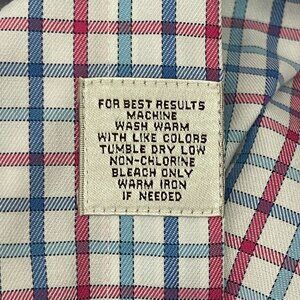 FOR BEST RESULTS
MACHINE
WASH WARM
WITH LIKE COLORS
TUMBLE DRY LOW
NON-CHLORINE
BLEACH ONLY
WARM IRON
IF NEEDED